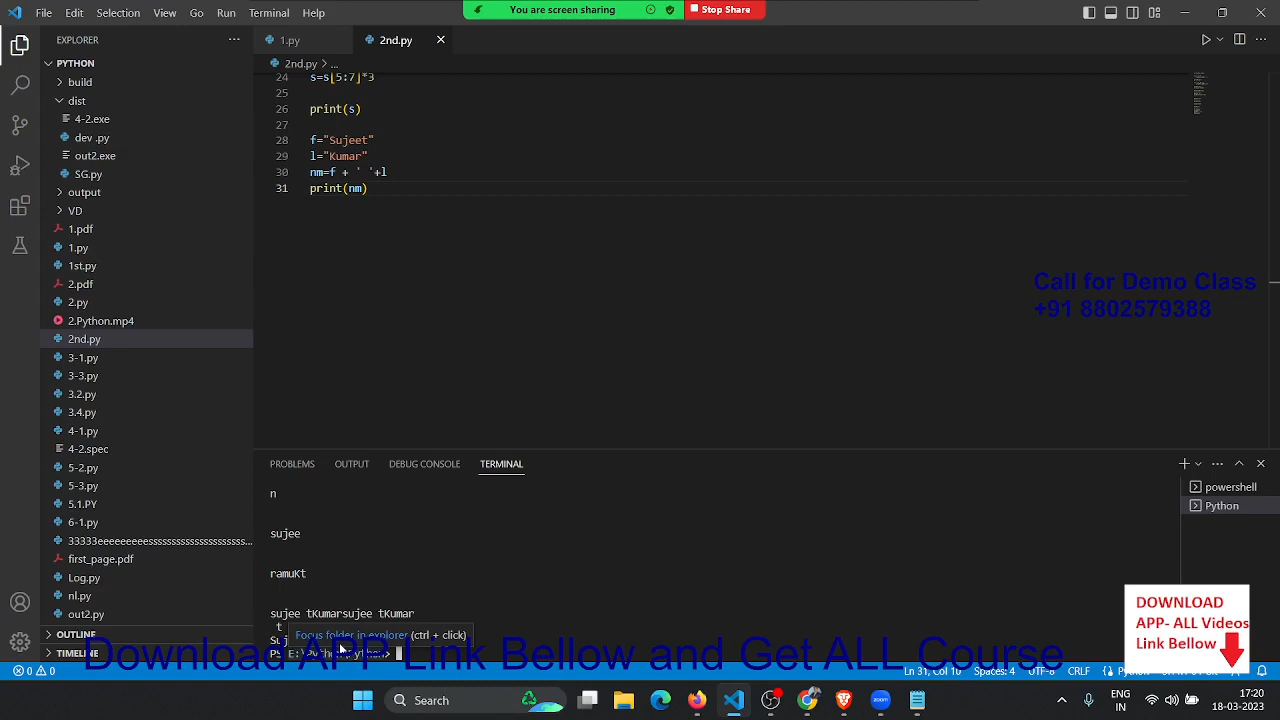 File Edit Selection View Go Run Terminal Help
You are screen sharing
Stop Share
EXPLORER
1.py
2nd.py
PYTHON
2nd.py > ...
build
dist
4-2.exe
dev .py
out2.exe
SG.py
output
VD
1.pdf
1.py
1st.py
2.pdf
2.py
2.Python.mp4
2nd.py
3-1.py
3-3.py
3.2.py
3.4.py
4-1.py
4-2.spec
5-2.py
5-3.py
5.1.PY
6-1.py
33333eeeeeeeeesssssssssssssssssssss...
first_page.pdf
Log.py
nl.py
out2.py
OUTLINE
TIMELINE
24 s=s[5:7]*3
25
26 print(s)
27
28 f="Sujeet"
29 l="Kumar"
30 nm=f + ' '+l
31 print(nm)
Call for Demo Class
+91 8802579388
PROBLEMS OUTPUT DEBUG CONSOLE TERMINAL
powershell
Python
n
sujee
ramuKt
sujee tKumarsujee tKumar
t
Focus folder in explorer (ctrl + click)
DOWNLOAD
APP- ALL Videos
Link Bellow
Download APP Link Bellow and Get ALL Course
0 0
Ln 31, Col 10 Spaces: 4 UTF-8 CRLF Python
Search
zoom
ENG
IN
17:20
18-03-2023